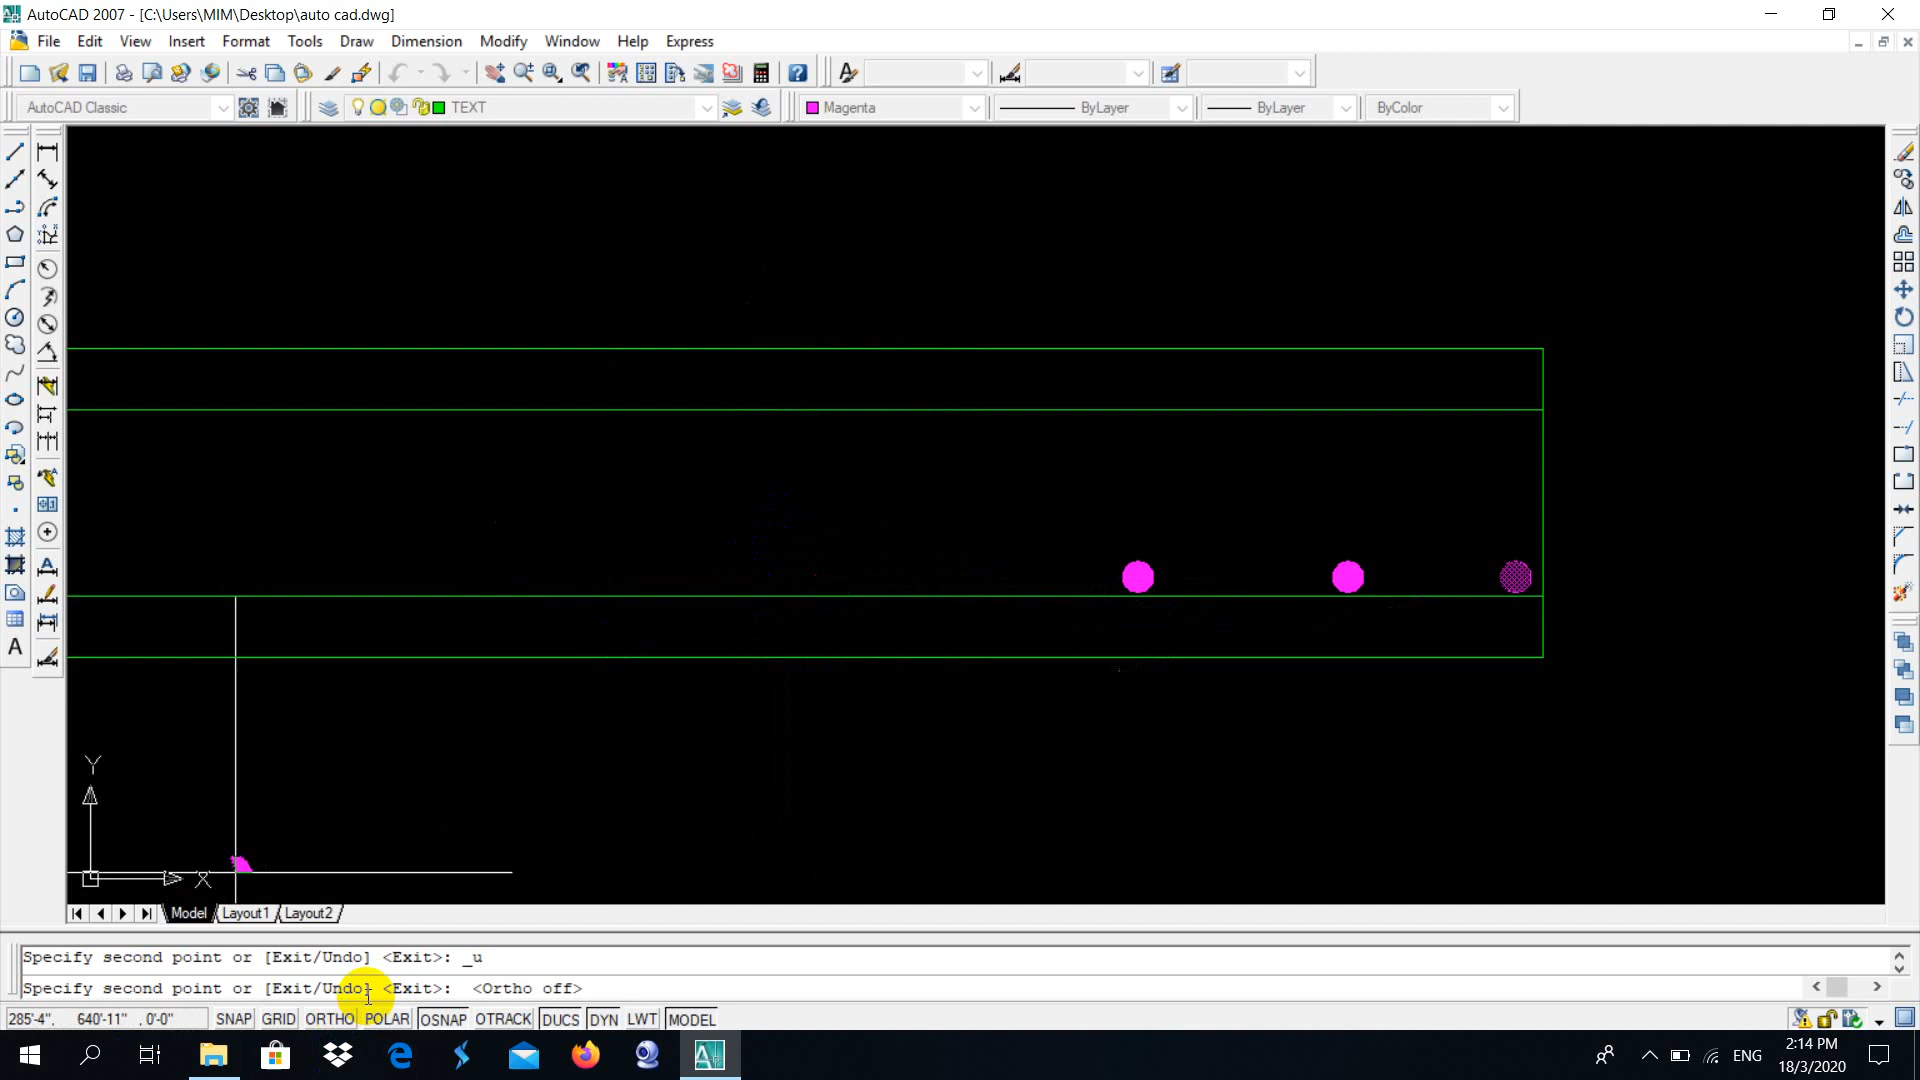 AutoCAD 2007 - [C:\Users\MIM\Desktop\auto cad.dwg]
File Edit View Insert Format Tools Draw Dimension Modify Window Help Express
AutoCAD Classic TEXT Magenta ByLayer ByLayer ByColor
Y
X
Model Layout1 Layout2
Specify second point or [Exit/Undo] <Exit>: _u
Specify second point or [Exit/Undo] <Exit>: <Ortho off>
285'-4", 640'-11" , 0'-0" SNAP GRID ORTHO POLAR OSNAP OTRACK DUCS DYN LWT MODEL
ENG
2:14 PM
18/3/2020